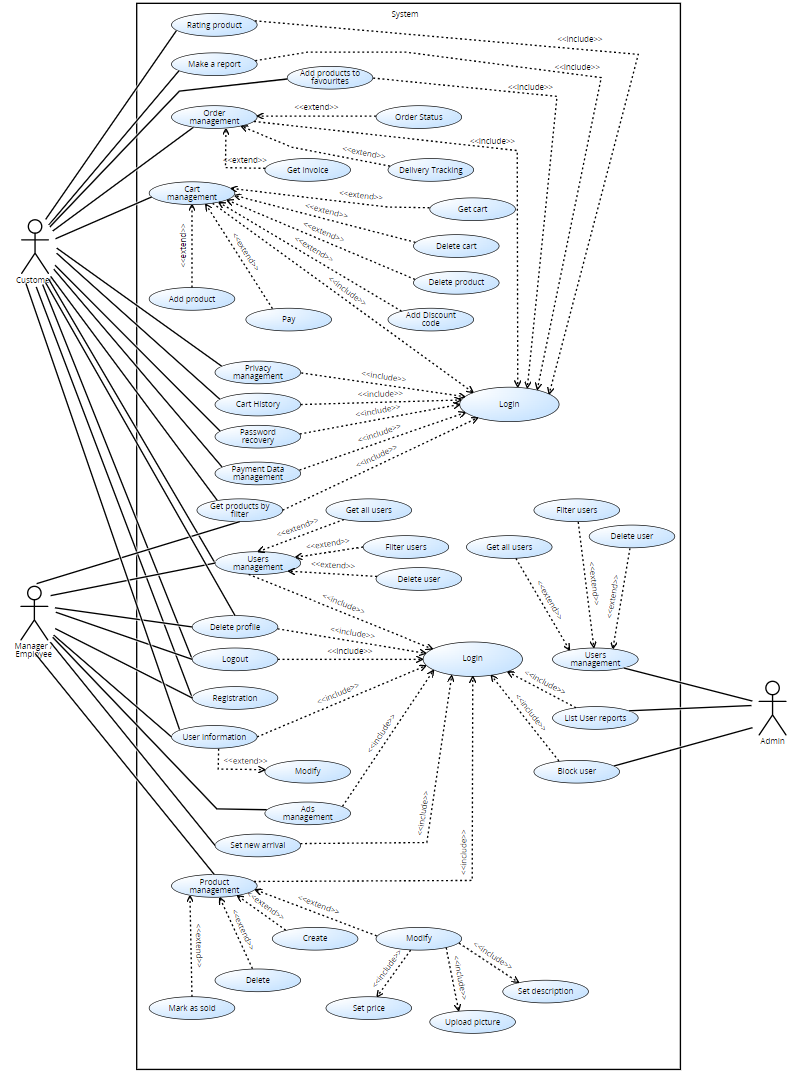 System
Rating product
<<include>>
Make a report
<<include>>
Add products to
favourites
<<include>>
Order
management
<<extend>>
Order Status
<<include>>
<<extend>>
Get invoice
<<extend>>
Delivery Tracking
Cart
management
<<extend>>
Get cart
<<extend>>
Delete cart
<<extend>>
Delete product
<<extend>>
Add Discount
code
<<include>>
<<extend>>
Add product
<<extend>>
Pay
Customer
Privacy
management
<<include>>
Cart History
<<include>>
Login
Password
recovery
<<include>>
Payment Data
management
<<include>>
Get products by
filter
<<include>>
Get all users
<<extend>>
Users
management
<<extend>>
Filter users
<<extend>>
Delete user
<<include>>
Filter users
Delete user
Get all users
<<extend>>
<<extend>>
<<extend>>
Manager /
Employee
Delete profile
<<include>>
Logout
<<include>>
Login
Users
management
Registration
<<include>>
List User reports
<<include>>
Admin
User information
<<include>>
<<extend>>
Modify
Block user
<<include>>
Ads
management
<<include>>
Set new arrival
<<include>>
Product
management
<<include>>
<<extend>>
<<extend>>
<<extend>>
<<extend>>
Create
Modify
Delete
Mark as sold
<<include>>
<<include>>
<<include>>
Set description
Set price
Upload picture